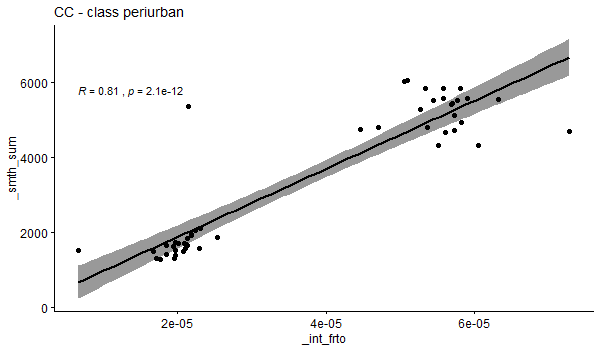 CC - class periurban
R = 0.81 , p = 2.1e-12
_smth_sum
6000
4000
2000
0
2e-05 4e-05 6e-05
_int_frto